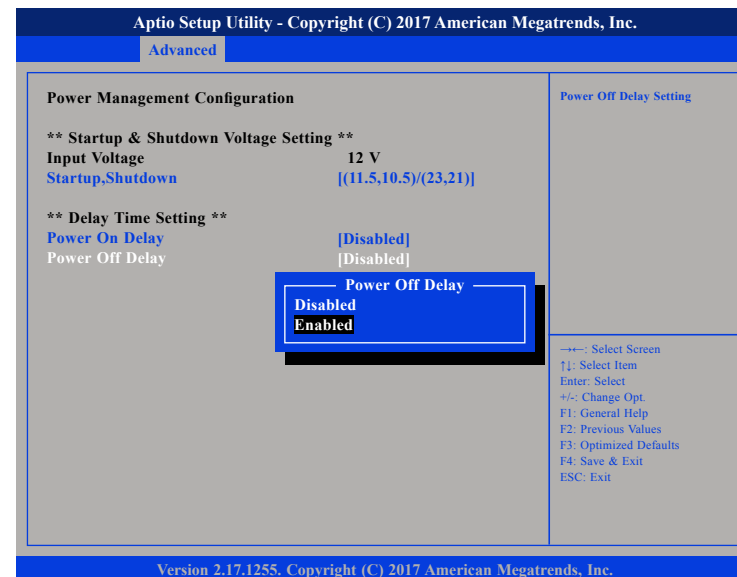 Aptio Setup Utility - Copyright (C) 2017 American Megatrends, Inc.
Advanced
Power Management Configuration
** Startup & Shutdown Voltage Setting **
Input Voltage 12 V
Startup,Shutdown [(11.5,10.5)/(23,21)]
** Delay Time Setting **
Power On Delay [Disabled]
Power Off Delay [Disabled]
Power Off Delay
Disabled
Enabled
Power Off Delay Setting
→←: Select Screen
↑↓: Select Item
Enter: Select
+/-: Change Opt.
F1: General Help
F2: Previous Values
F3: Optimized Defaults
F4: Save & Exit
ESC: Exit
Version 2.17.1255. Copyright (C) 2017 American Megatrends, Inc.